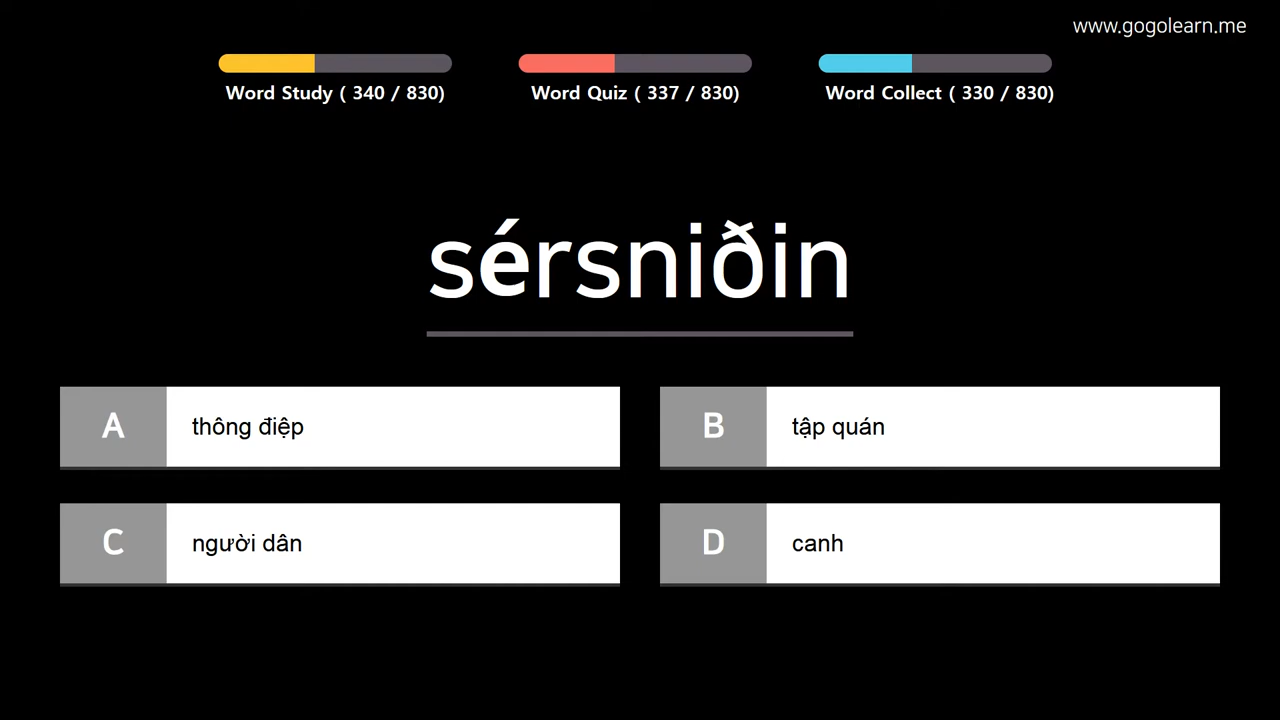 www.gogolearn.me
Word Study ( 340 / 830)
Word Quiz ( 337 / 830)
Word Collect ( 330 / 830)
sérsniðin
A
thông điệp
B
tập quán
C
người dân
D
canh